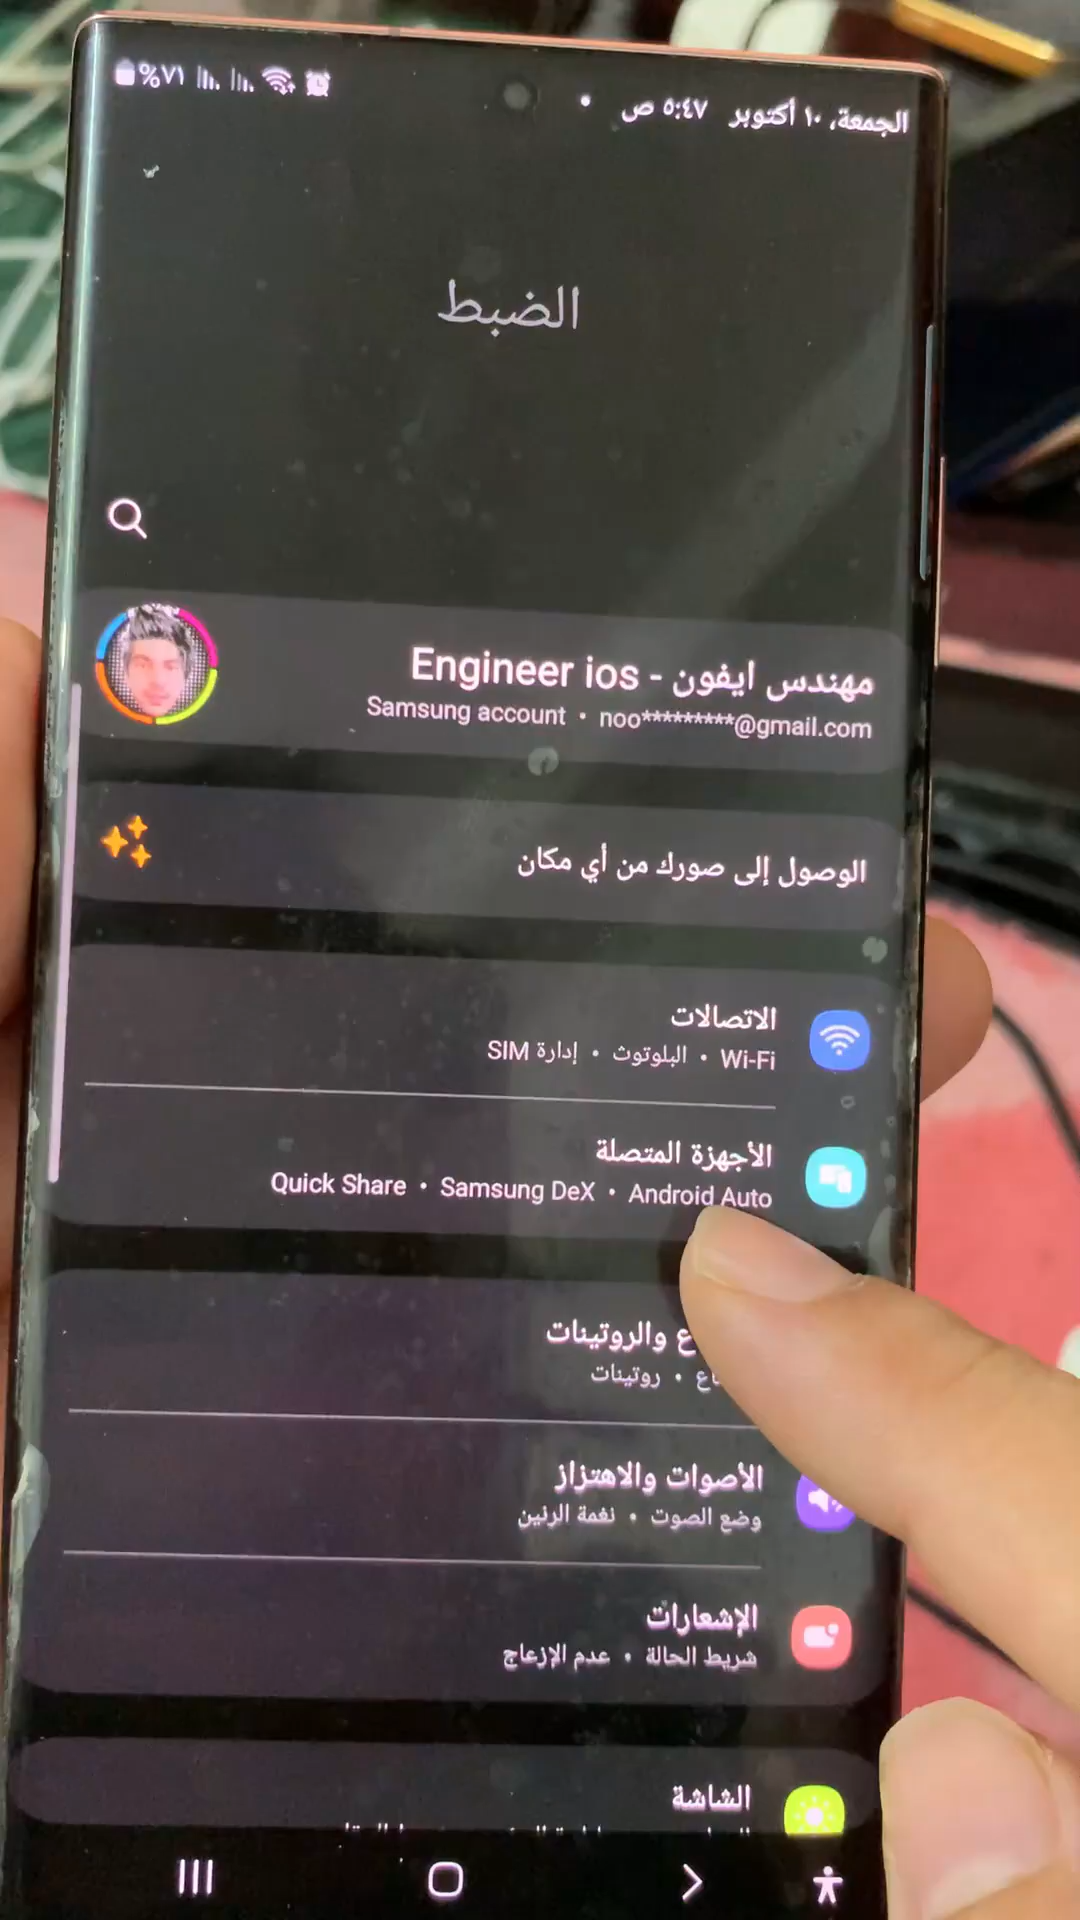 الجمعة، ١٠ أكتوبر ٥:٤٧ ص
%٧١
الضبط
Engineer ios - مهندس ايفون
Samsung account • noo*********@gmail.com
الوصول إلى صورك من أي مكان
الاتصالات
Wi-Fi • البلوتوث • إدارة SIM
الأجهزة المتصلة
Quick Share • Samsung DeX • Android Auto
والروتينات
روتينات
الأصوات والاهتزاز
وضع الصوت • نغمة الرنين
الإشعارات
شريط الحالة • عدم الإزعاج
الشاشة